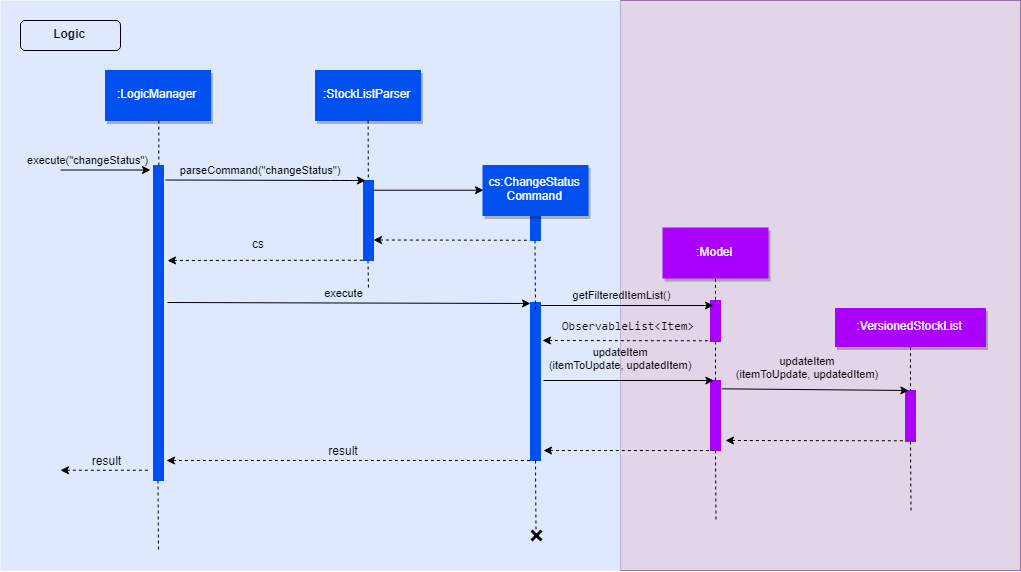 Logic
:LogicManager
:StockListParser
execute("changeStatus")
parseCommand("changeStatus")
cs:ChangeStatus
Command
cs
:Model
execute
getFilteredItemList()
ObservableList<Item>
:VersionedStockList
updateItem
(itemToUpdate, updatedItem)
updateItem
(itemToUpdate, updatedItem)
result
result